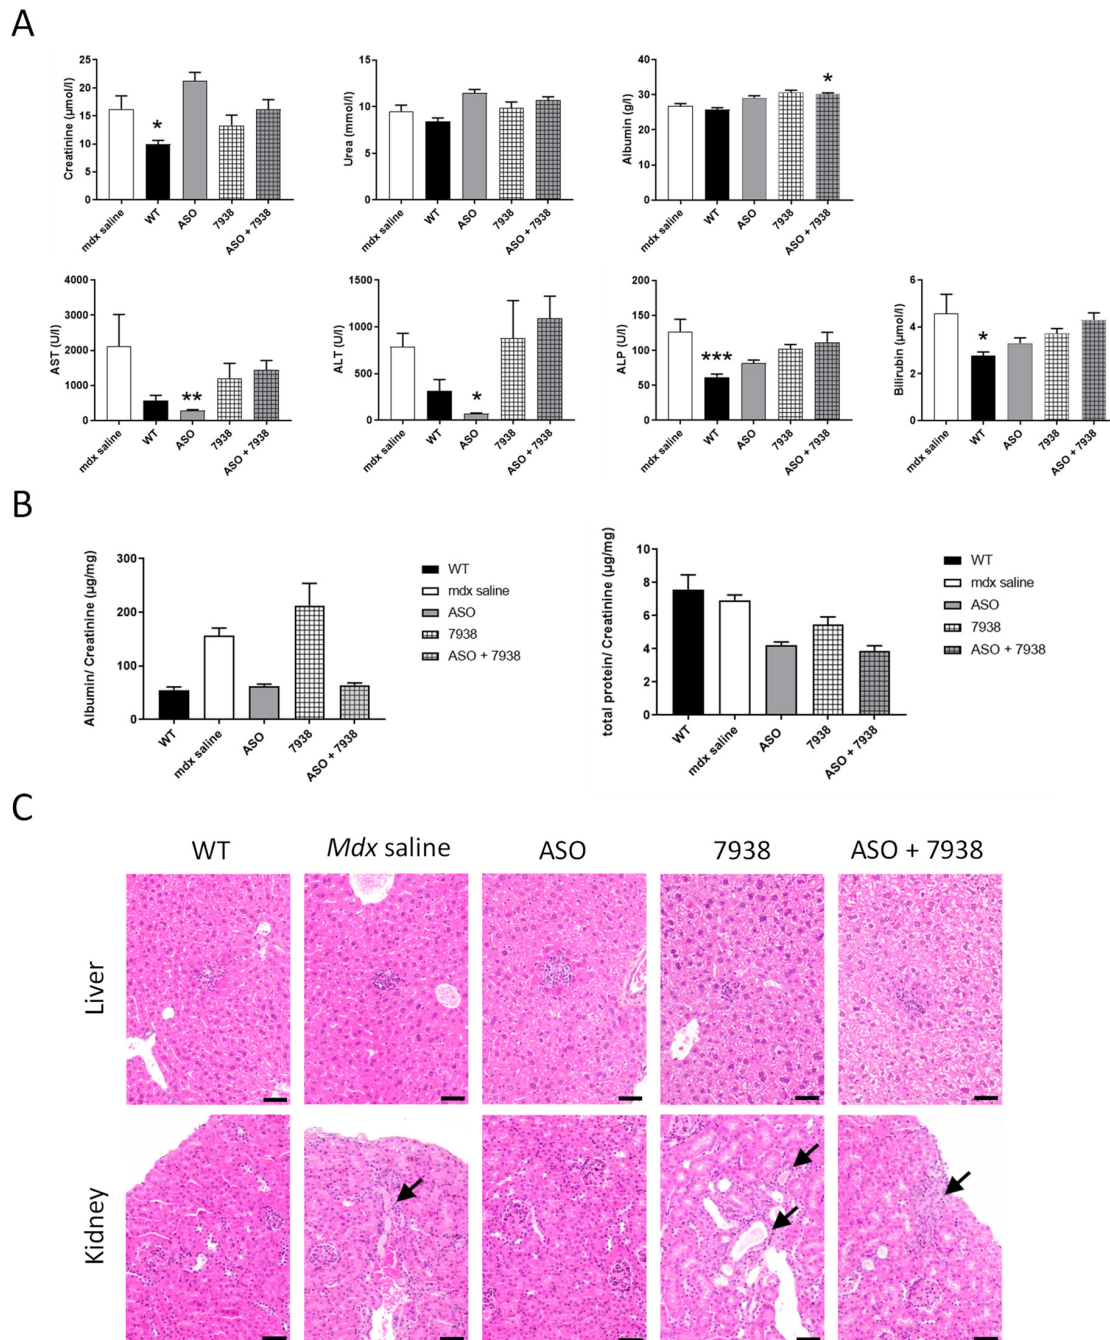 A
Creatinine (µmol/l)
25
20
15
10
5
0
*
mdx saline
WT
ASO
7938
ASO + 7938
Urea (mmol/l)
15
10
5
0
mdx saline
WT
ASO
7938
ASO + 7938
Albumin (g/l)
40
30
20
10
0
*
mdx saline
WT
ASO
7938
ASO + 7938
AST (U/l)
4000
3000
2000
1000
0
**
mdx saline
WT
ASO
7938
ASO + 7938
ALT (U/l)
1500
1000
500
0
*
mdx saline
WT
ASO
7938
ASO + 7938
ALP (U/l)
200
150
100
50
0
***
mdx saline
WT
ASO
7938
ASO + 7938
Bilirubin (µmol/l)
6
4
2
0
*
mdx saline
WT
ASO
7938
ASO + 7938
B
Albumin/ Creatinine (µg/mg)
300
200
100
0
WT
mdx saline
ASO
7938
ASO + 7938
WT
mdx saline
ASO
7938
ASO + 7938
total protein/ Creatinine (µg/mg)
10
8
6
4
2
0
WT
mdx saline
ASO
7938
ASO + 7938
WT
mdx saline
ASO
7938
ASO + 7938
C
WT
Mdx saline
ASO
7938
ASO + 7938
Liver
Kidney